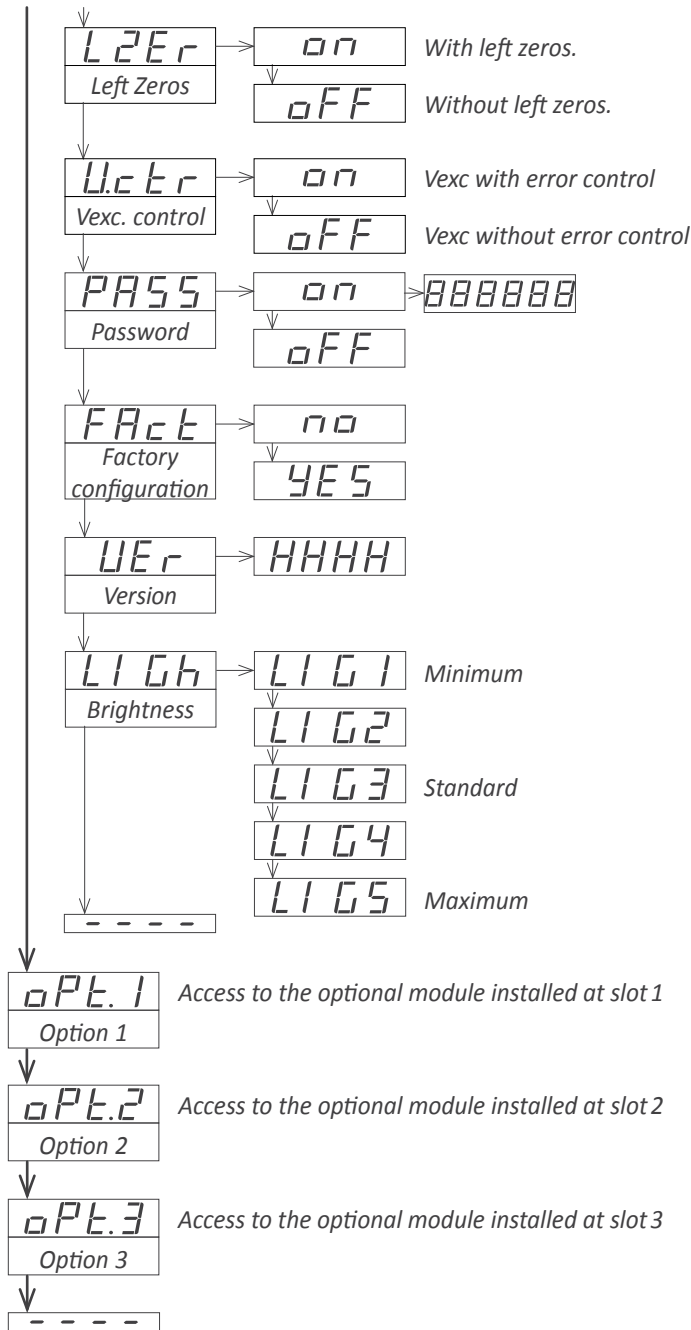 LZEr on With left zeros.
Left Zeros
oFF Without left zeros.
U.ctr on Vexc with error control
Vexc. control
oFF Vexc without error control
PASS on 888888
Password
oFF
FAct no
Factory
configuration
YES
VEr HHHH
Version
LIGh LIG1 Minimum
Brightness
LIG2
LIG3 Standard
LIG4
LIG5 Maximum
- - - -
oPt.1 Access to the optional module installed at slot 1
Option 1
oPt.2 Access to the optional module installed at slot 2
Option 2
oPt.3 Access to the optional module installed at slot 3
Option 3
- - - -